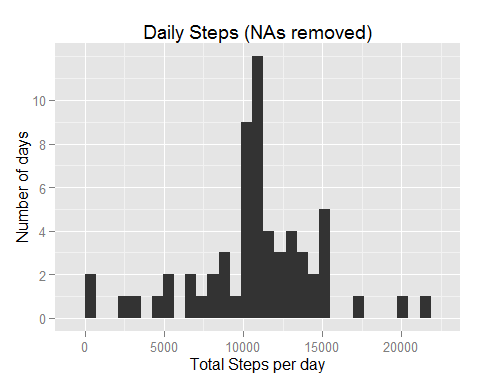 Daily Steps (NAs removed)
Number of days
10
8
6
4
2
0
0 5000 10000 15000 20000
Total Steps per day